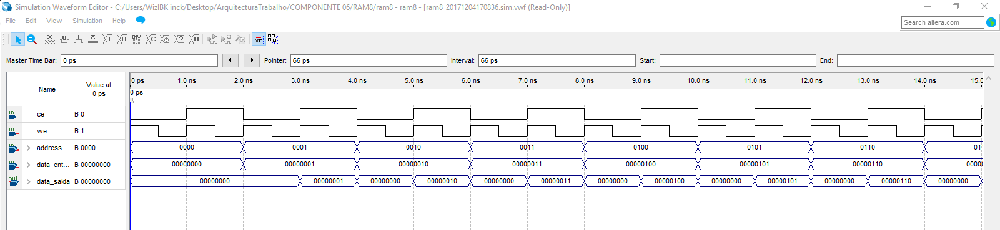 Simulation Waveform Editor - C:/Users/WizIBK inck/Desktop/ArquitecturaTrabalho/COMPONENTE 06/RAM8/ram8 - ram8 - [ram8_20171204170836.sim.vwf (Read-Only)]
File Edit View Simulation Help
Search altera.com
Master Time Bar: 0 ps Pointer: 66 ps Interval: 66 ps Start: End:
Name Value at 0 ps
0 ps 1.0 ns 2.0 ns 3.0 ns 4.0 ns 5.0 ns 6.0 ns 7.0 ns 8.0 ns 9.0 ns 10.0 ns 11.0 ns 12.0 ns 13.0 ns 14.0 ns 15.0
0 ps
in ce B 0
in we B 1
in address B 0000 0000 0001 0010 0011 0100 0101 0110 01
in data_ent... B 00000000 00000000 00000001 00000010 00000011 00000100 00000101 00000110 0000
out data_saida B 00000000 00000000 00000001 00000000 00000010 00000000 00000011 00000000 00000100 00000000 00000101 00000000 00000110 00000000